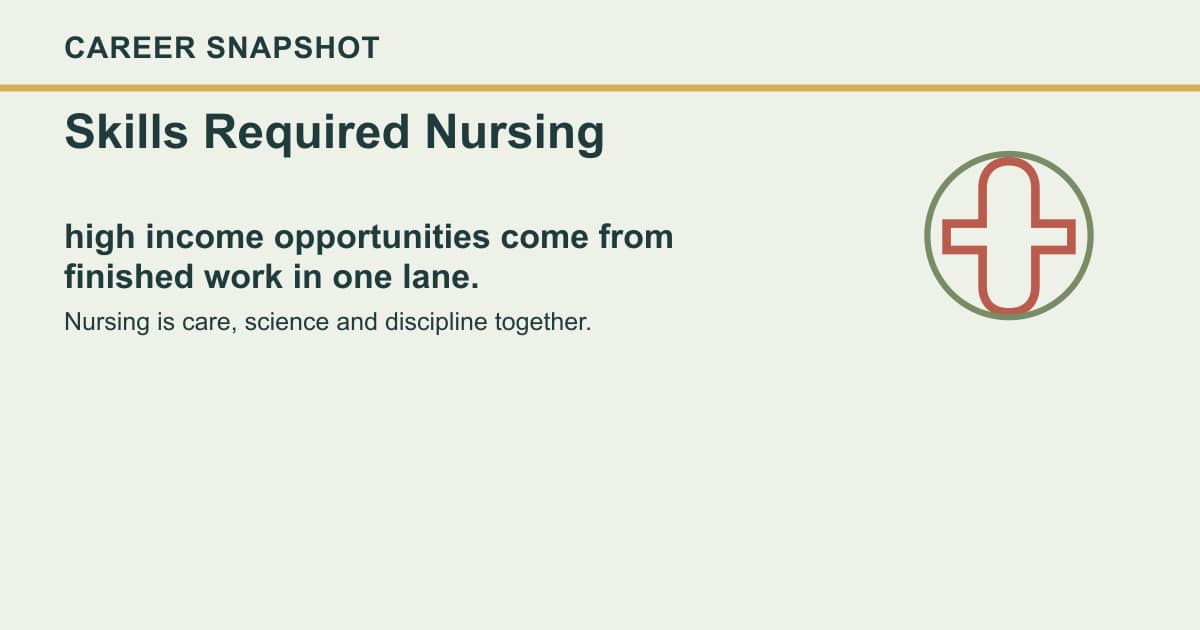 CAREER SNAPSHOT
Skills Required Nursing
high income opportunities come from
finished work in one lane.
Nursing is care, science and discipline together.